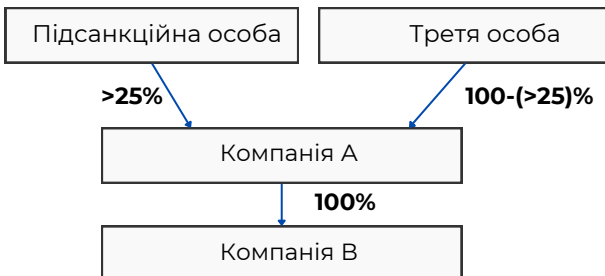 Підсанкційна особа
Третя особа
>25%
100-(>25)%
Компанія А
100%
Компанія В